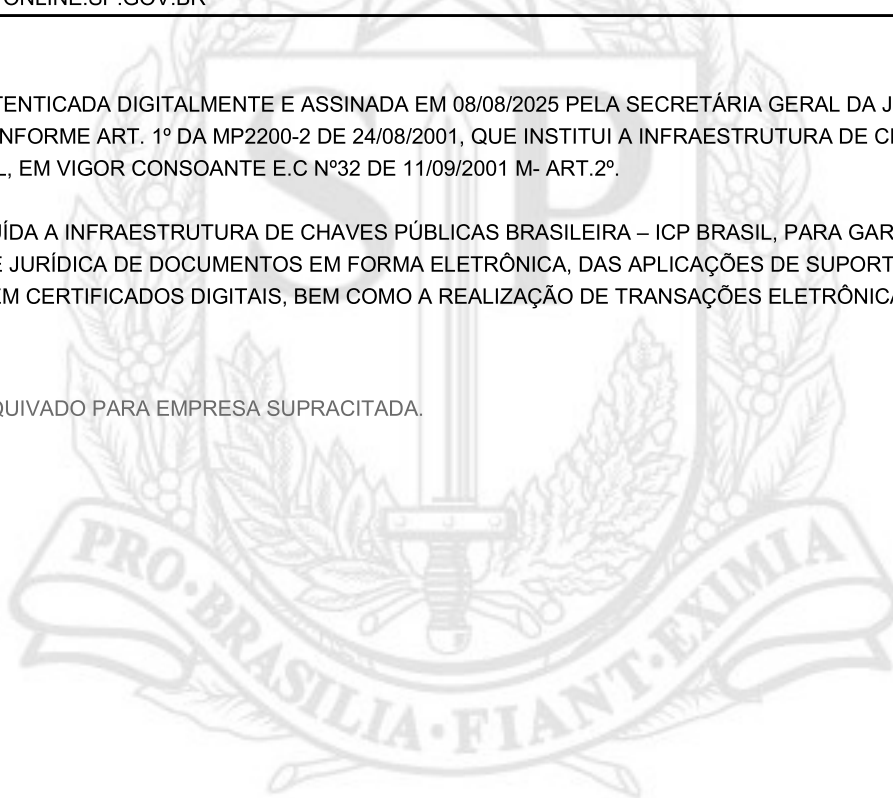 ONLINE.SP.GOV.BR
TENTICADA DIGITALMENTE E ASSINADA EM 08/08/2025 PELA SECRETÁRIA GERAL DA J
NFORME ART. 1º DA MP2200-2 DE 24/08/2001, QUE INSTITUI A INFRAESTRUTURA DE C
L, EM VIGOR CONSOANTE E.C Nº32 DE 11/09/2001 M- ART.2º.
ÍDA A INFRAESTRUTURA DE CHAVES PÚBLICAS BRASILEIRA – ICP BRASIL, PARA GAR
E JURÍDICA DE DOCUMENTOS EM FORMA ELETRÔNICA, DAS APLICAÇÕES DE SUPORT
EM CERTIFICADOS DIGITAIS, BEM COMO A REALIZAÇÃO DE TRANSAÇÕES ELETRÔNICA
QUIVADO PARA EMPRESA SUPRACITADA.
SP
PRO·BRASILIA·FIANT·EXIMIA